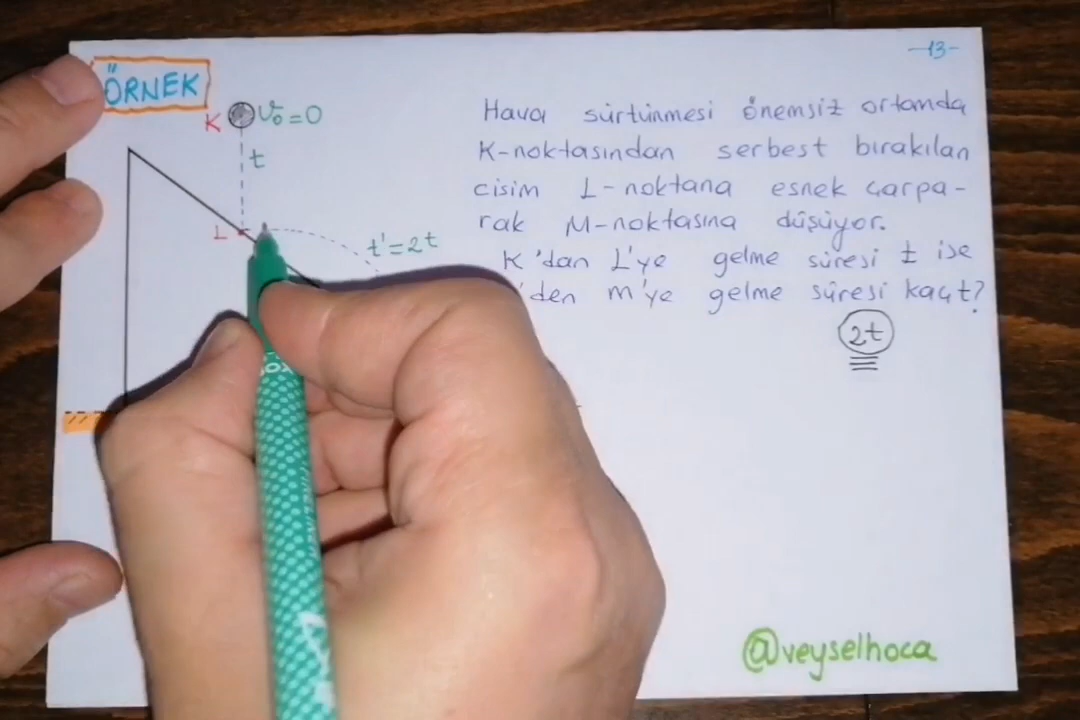 ÖRNEK
-13-
K
V₀=0
t
L
t'=2t
Hava sürtünmesi önemsiz ortamda
K-noktasından serbest bırakılan
cisim L-noktana esnek çarpa-
rak M-noktasına düşüyor.
K'dan L'ye gelme süresi t ise
'den m'ye gelme süresi kaç t?
2t
@veyselhoca